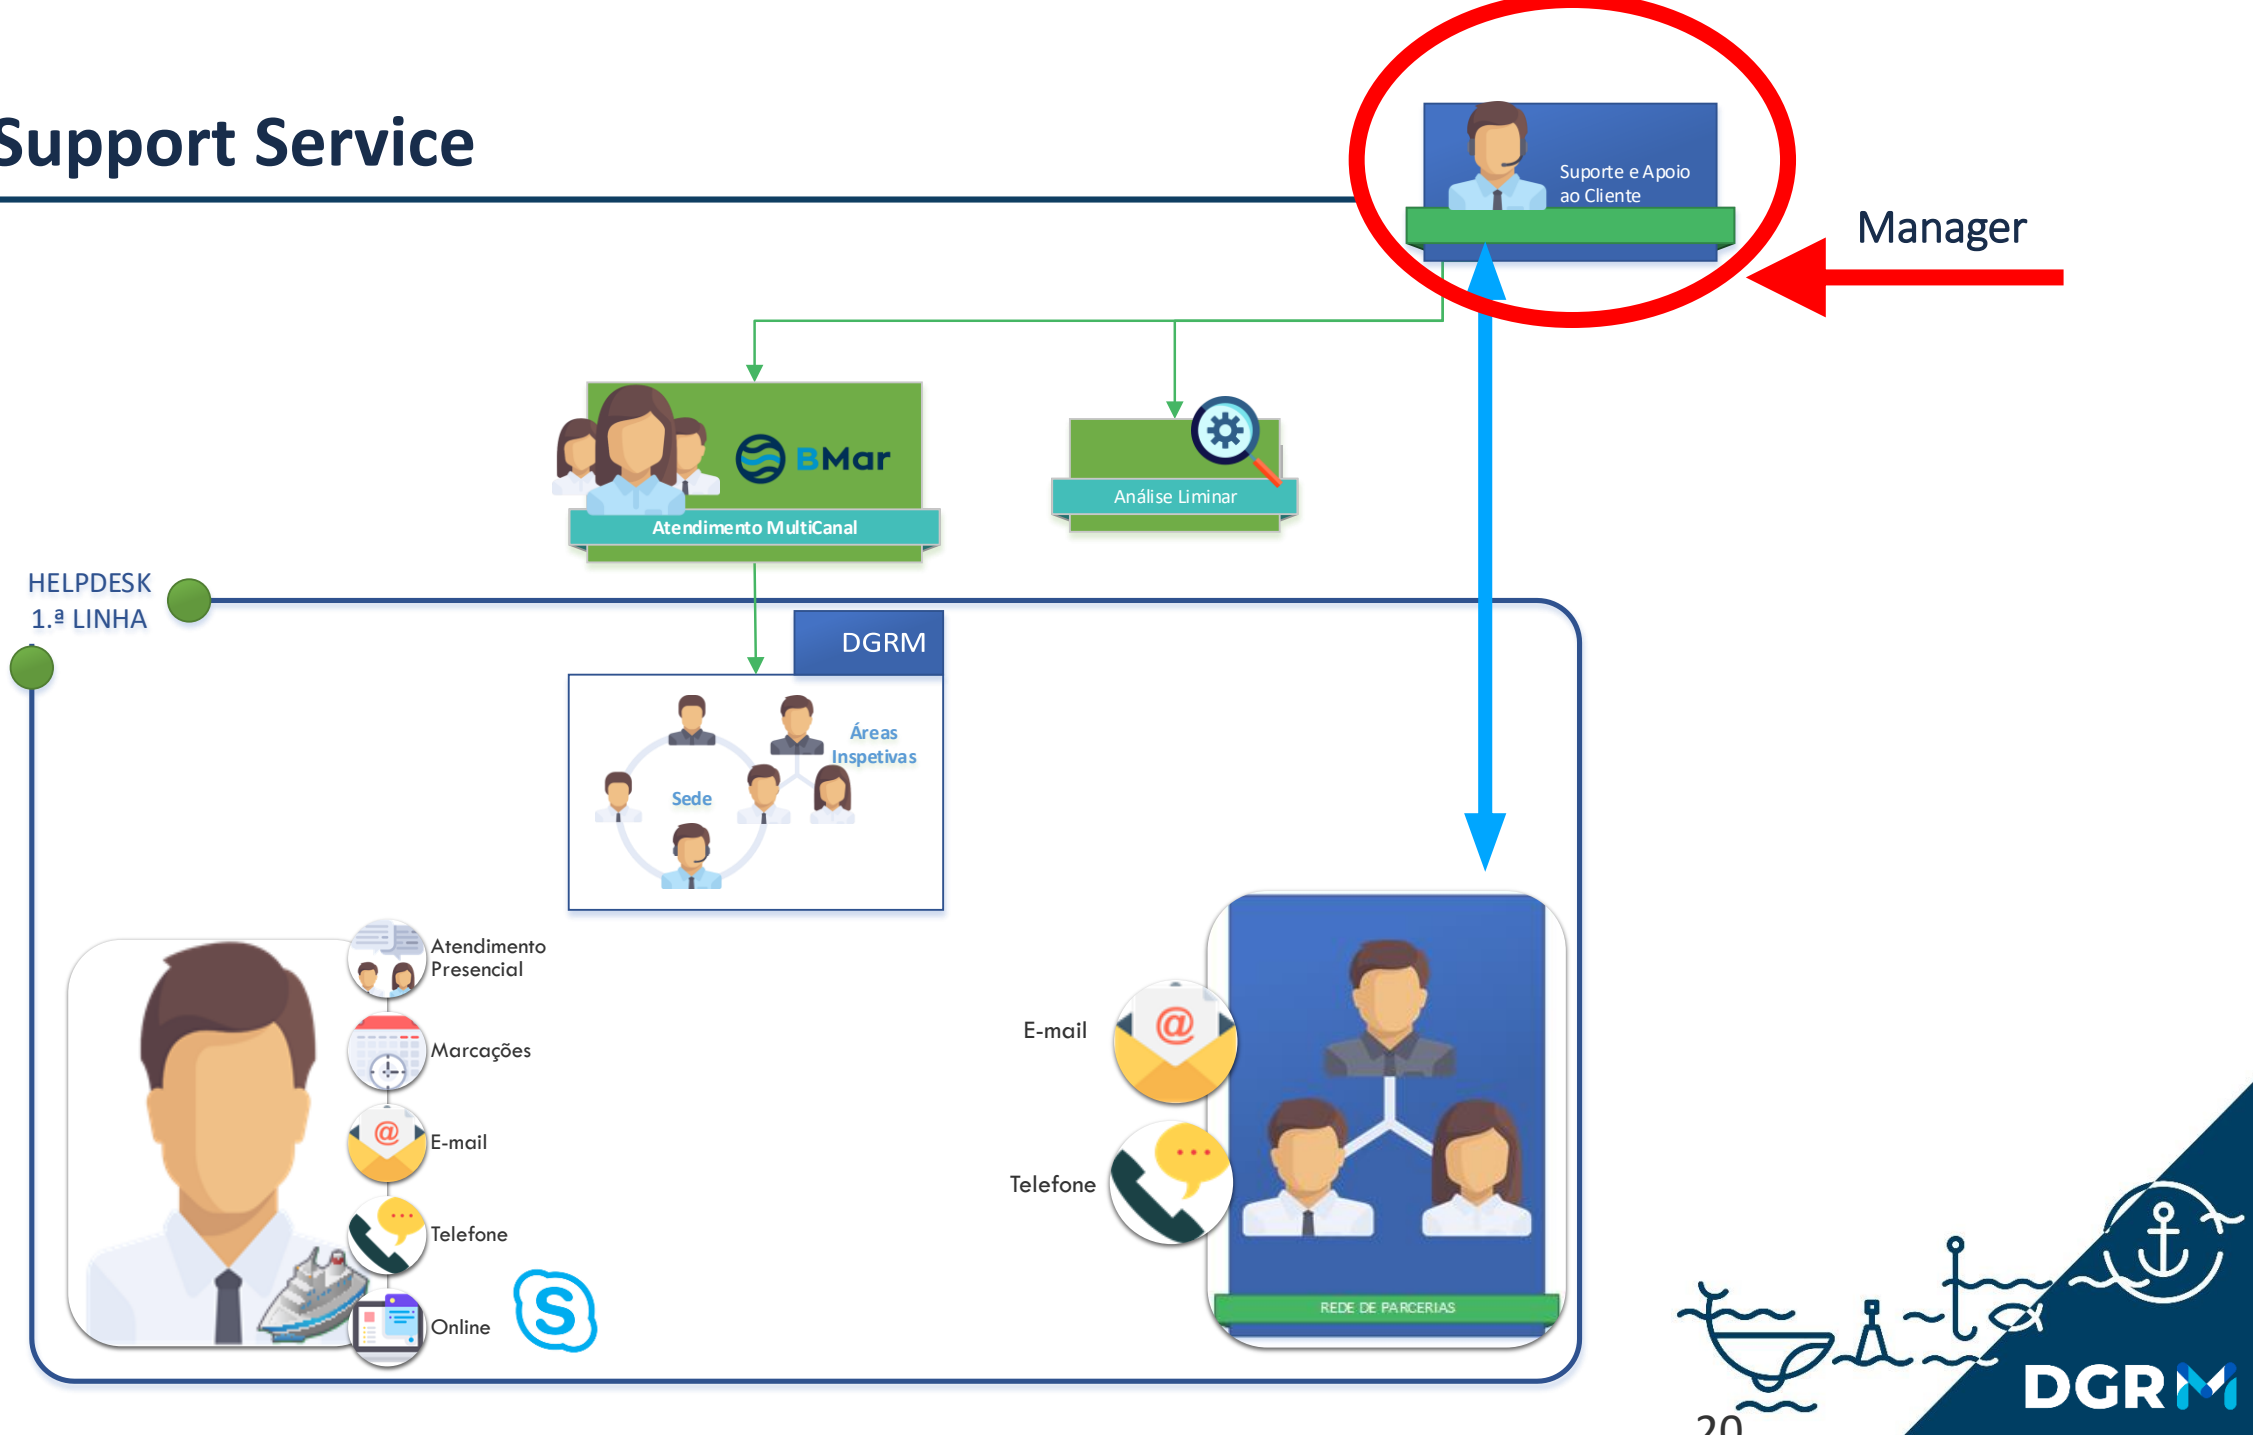 Support Service
Suporte e Apoio
ao Cliente
Manager
BMar
Atendimento MultiCanal
Análise Liminar
HELPDESK
1.ª LINHA
DGRM
Áreas
Inspetivas
Sede
Atendimento
Presencial
Marcações
E-mail
Telefone
Online
E-mail
Telefone
REDE DE PARCERIAS
DGRM
20